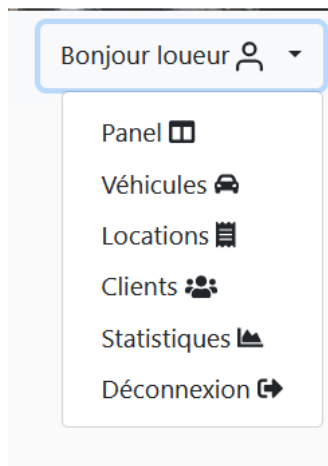 Bonjour loueur
Panel
Véhicules
Locations
Clients
Statistiques
Déconnexion